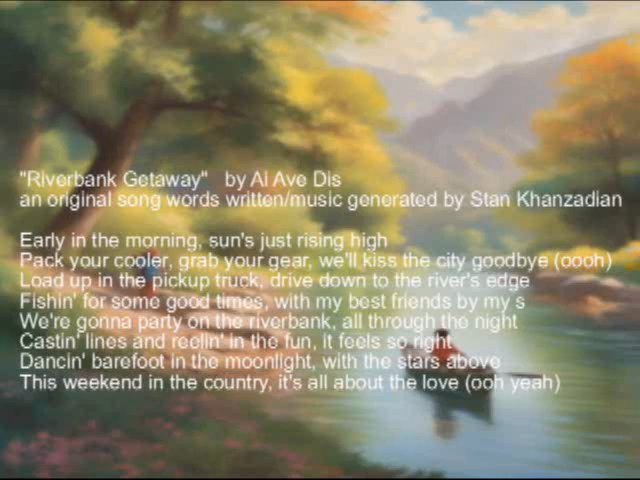 "Riverbank Getaway" by AI Ave Dis
an original song words written/music generated by Stan Khanzadian
Early in the morning, sun's just rising high
Pack your cooler, grab your gear, we'll kiss the city goodbye (oooh)
Load up in the pickup truck, drive down to the river's edge
Fishin' for some good times, with my best friends by my s
We're gonna party on the riverbank, all through the night
Castin' lines and reelin' in the fun, it feels so right
Dancin' barefoot in the moonlight, with the stars above
This weekend in the country, it's all about the love (ooh yeah)